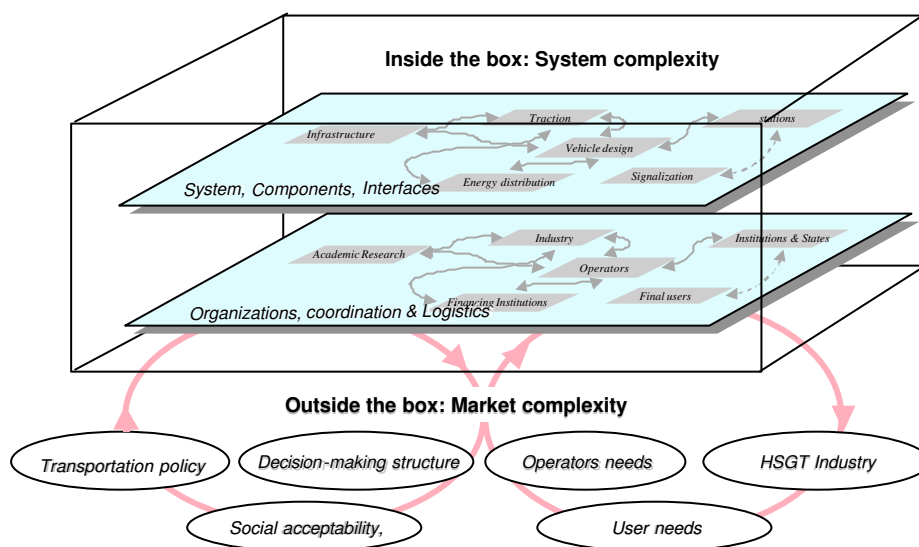 Inside the box: System complexity
Traction
stations
Infrastructure
Vehicle design
Energy distribution
Signalization
System, Components, Interfaces
Industry
Institutions & States
Academic Research
Operators
Financing Institutions
Final users
Organizations, coordination & Logistics
Outside the box: Market complexity
Transportation policy
Decision-making structure
Operators needs
HSGT Industry
Social acceptability,
User needs